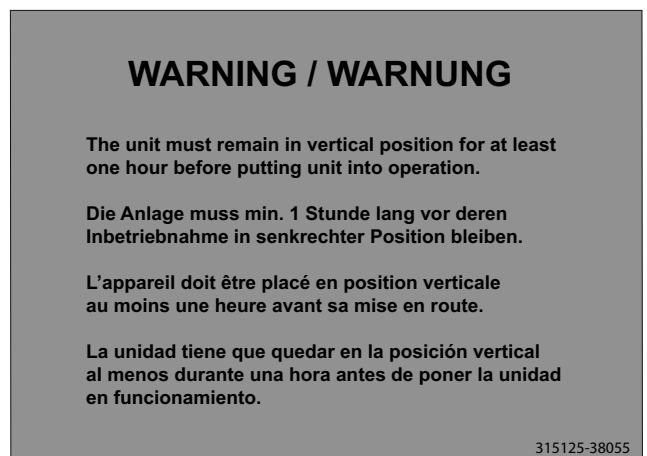 WARNING / WARNUNG
The unit must remain in vertical position for at least
one hour before putting unit into operation.
Die Anlage muss min. 1 Stunde lang vor deren
Inbetriebnahme in senkrechter Position bleiben.
L’appareil doit être placé en position verticale
au moins une heure avant sa mise en route.
La unidad tiene que quedar en la posición vertical
al menos durante una hora antes de poner la unidad
en funcionamiento.
315125-38055